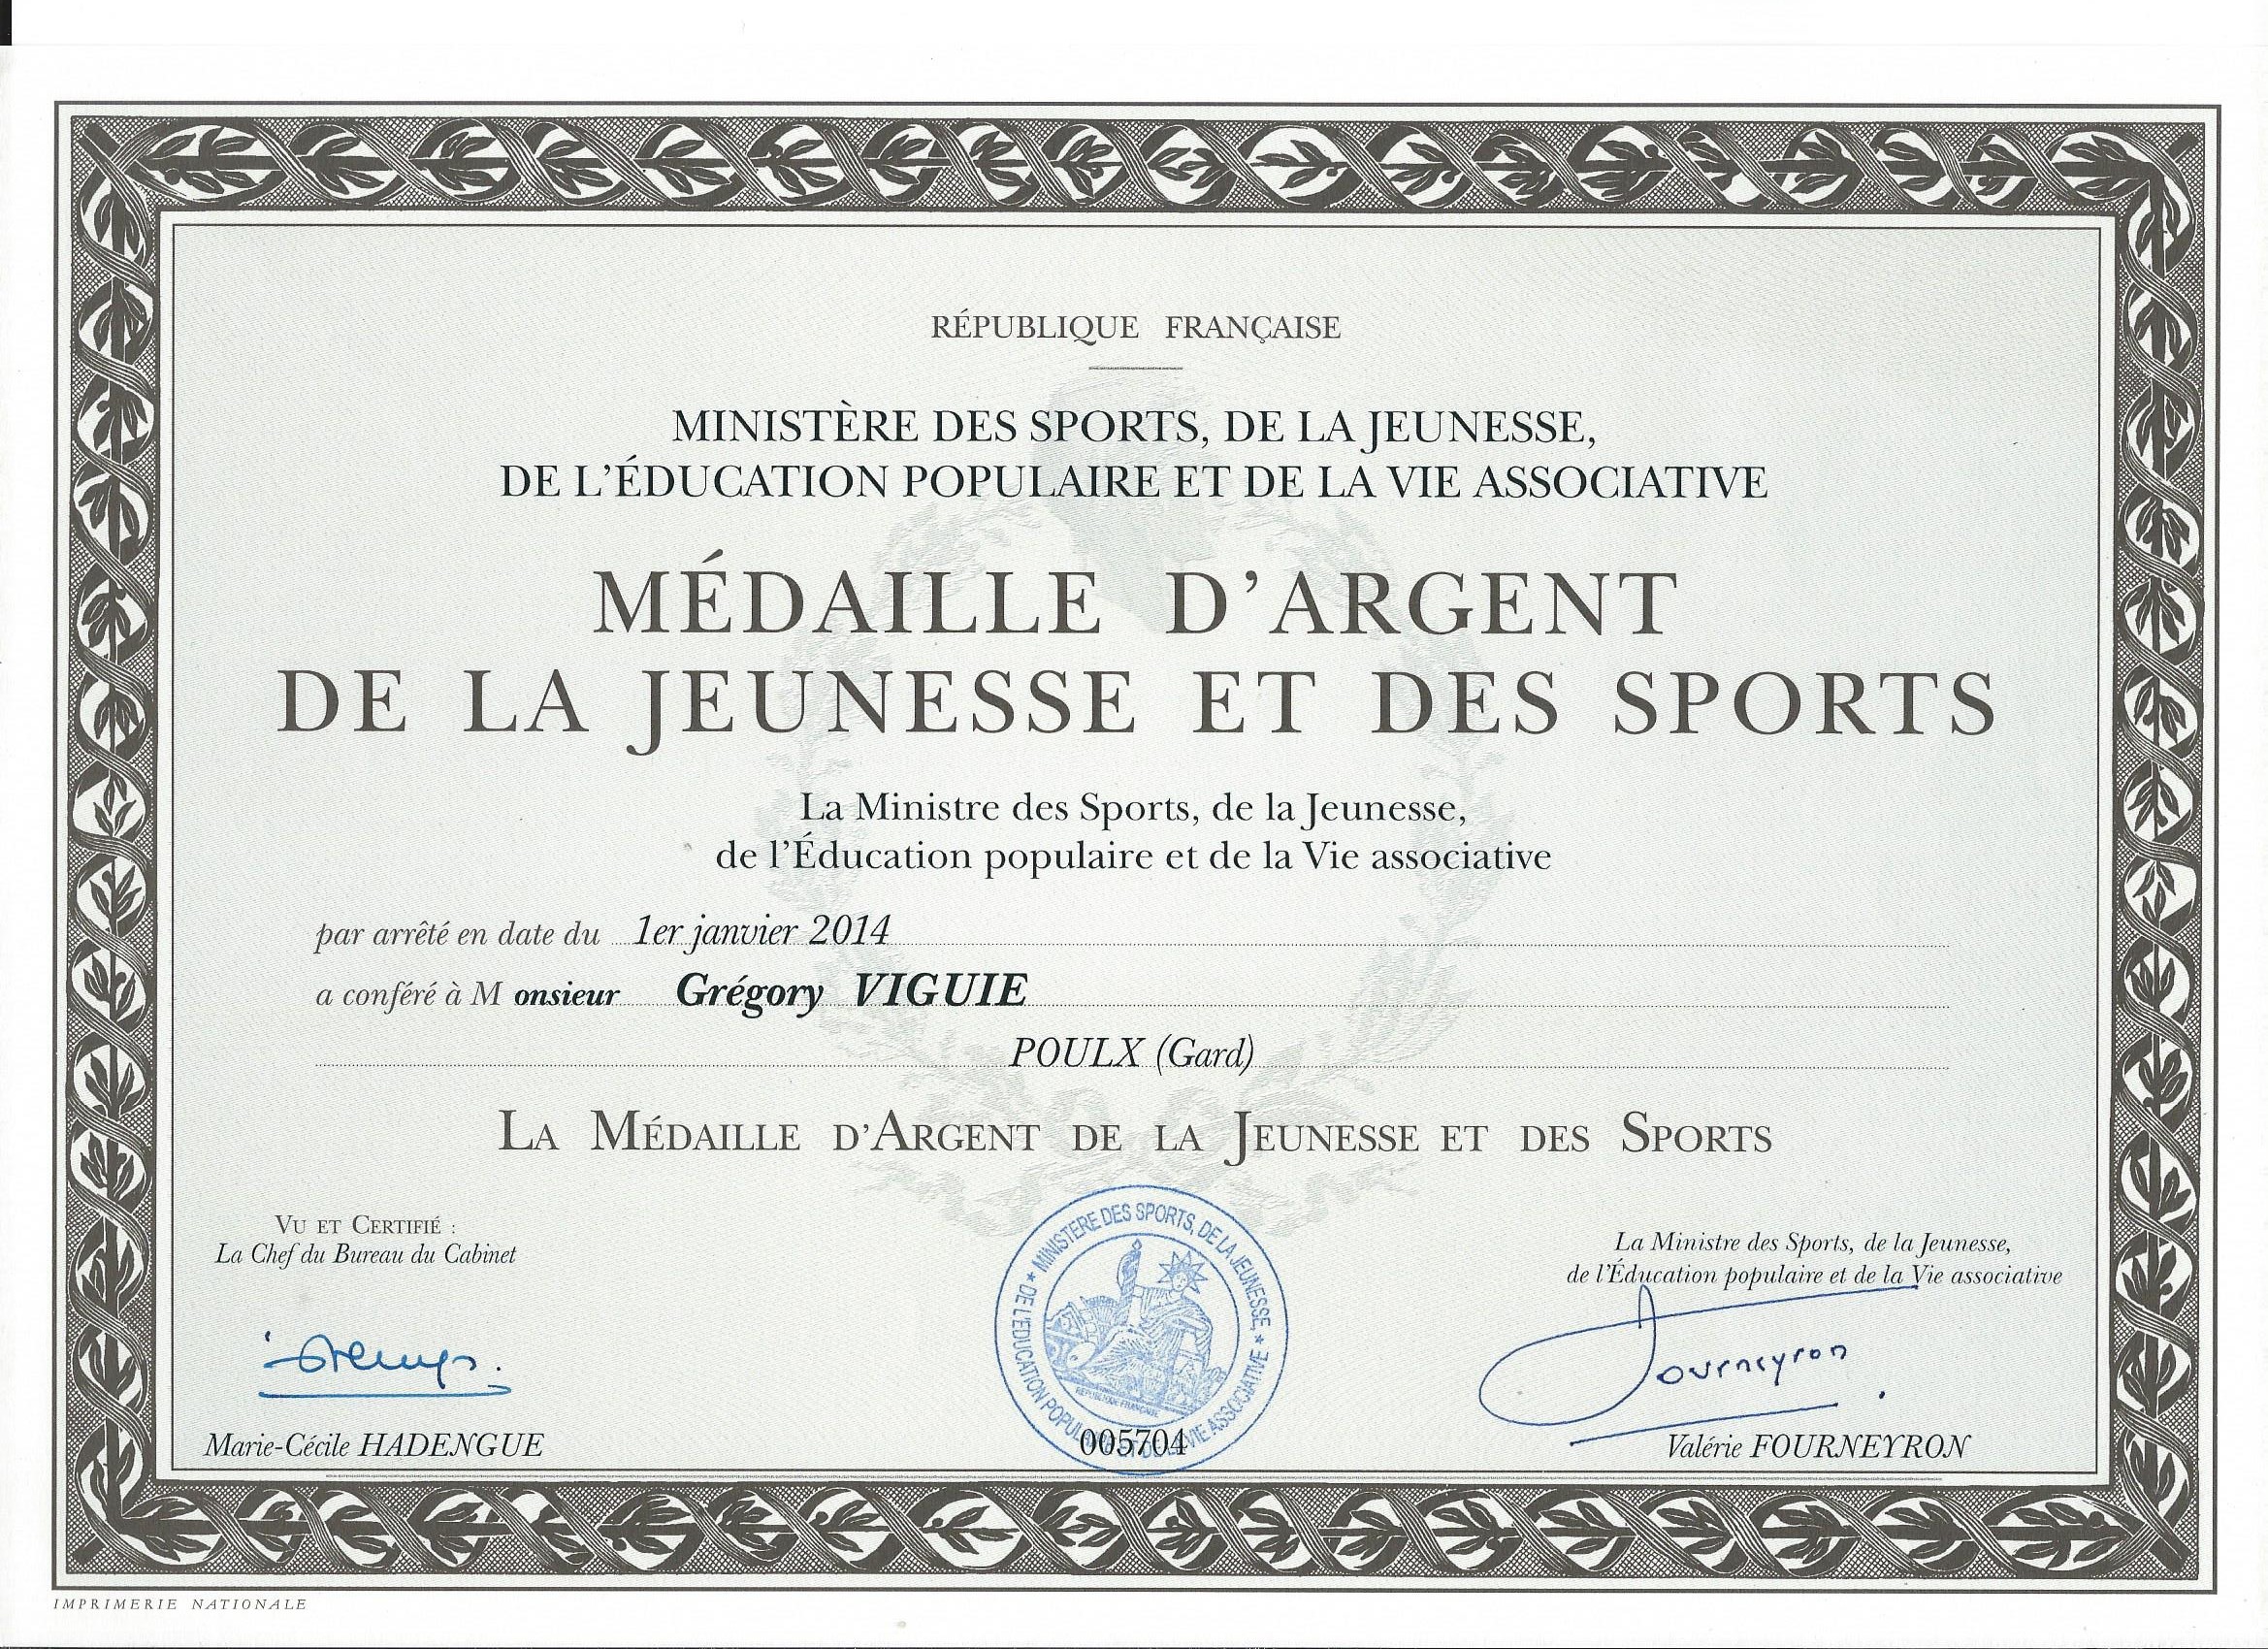 RÉPUBLIQUE FRANÇAISE
MINISTÈRE DES SPORTS, DE LA JEUNESSE,
DE L'ÉDUCATION POPULAIRE ET DE LA VIE ASSOCIATIVE
MÉDAILLE D'ARGENT
DE LA JEUNESSE ET DES SPORTS
La Ministre des Sports, de la Jeunesse,
de l'Éducation populaire et de la Vie associative
par arrêté en date du 1er janvier 2014
a conféré à M onsieur Grégory VIGUIE
POULX (Gard)
LA MÉDAILLE D'ARGENT DE LA JEUNESSE ET DES SPORTS
VU ET CERTIFIÉ :
La Chef du Bureau du Cabinet
La Ministre des Sports, de la Jeunesse,
de l'Éducation populaire et de la Vie associative
MINISTERE DES SPORTS, DE LA JEUNESSE,
DE L'EDUCATION POPULAIRE ET DE LA VIE ASSOCIATIVE
REPUBLIQUE FRANÇAISE
Fourneyron
Marie-Cécile HADENGUE
005704
Valérie FOURNEYRON
IMPRIMERIE NATIONALE